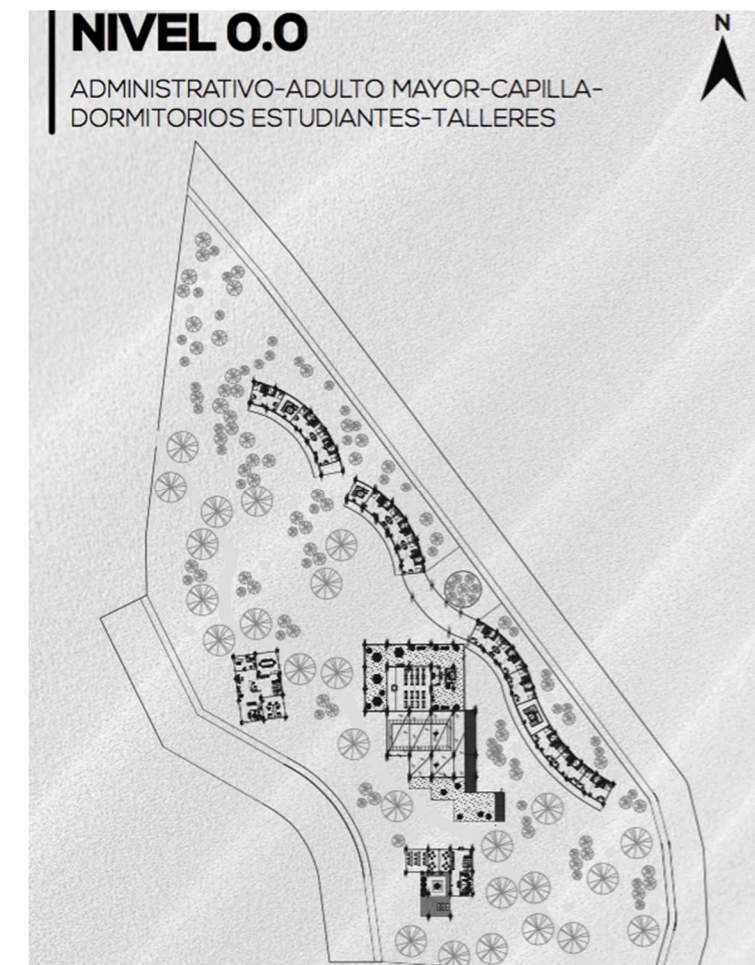 NIVEL 0.0
N
ADMINISTRATIVO-ADULTO MAYOR-CAPILLA-
DORMITORIOS ESTUDIANTES-TALLERES